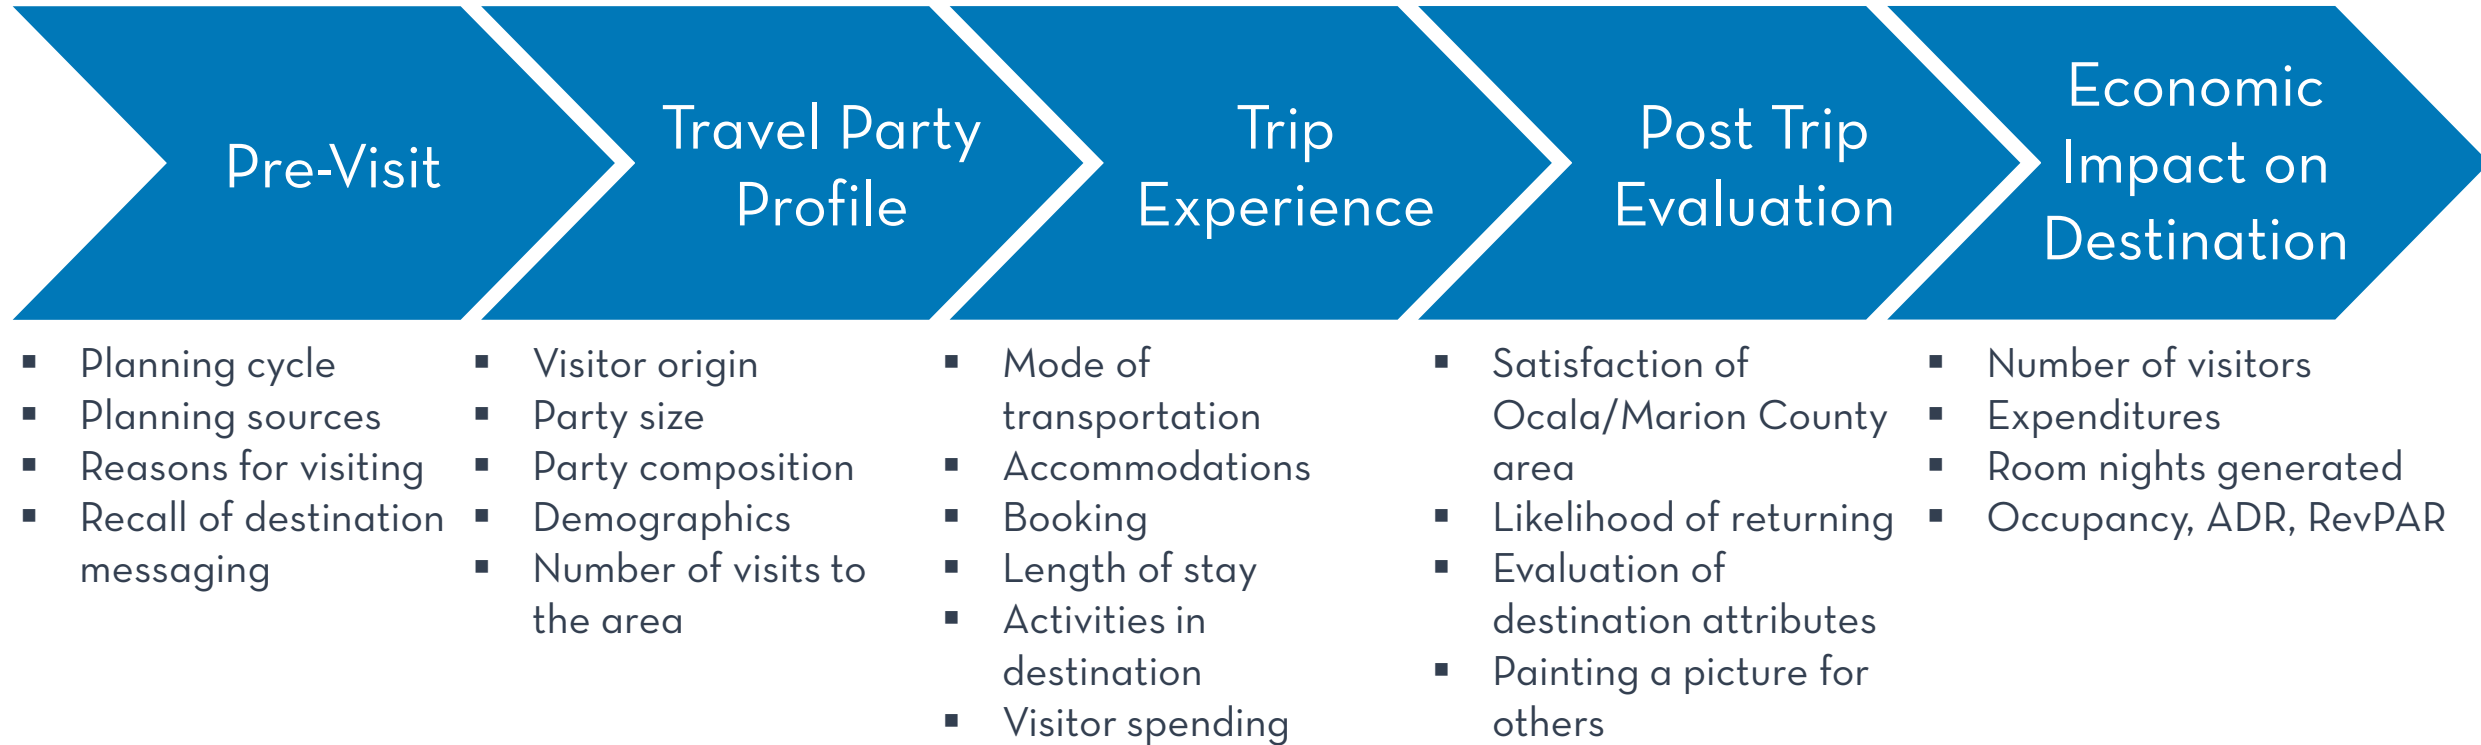 Pre-Visit
Travel Party
Profile
Trip
Experience
Post Trip
Evaluation
Economic
Impact on
Destination
▪ Planning cycle
▪ Planning sources
▪ Reasons for visiting
▪ Recall of destination
messaging
▪ Visitor origin
▪ Party size
▪ Party composition
▪ Demographics
▪ Number of visits to
the area
▪ Mode of
transportation
▪ Accommodations
▪ Booking
▪ Length of stay
▪ Activities in
destination
▪ Visitor spending
▪ Satisfaction of
Ocala/Marion County
area
▪ Likelihood of returning
▪ Evaluation of
destination attributes
▪ Painting a picture for
others
▪ Number of visitors
▪ Expenditures
▪ Room nights generated
▪ Occupancy, ADR, RevPAR